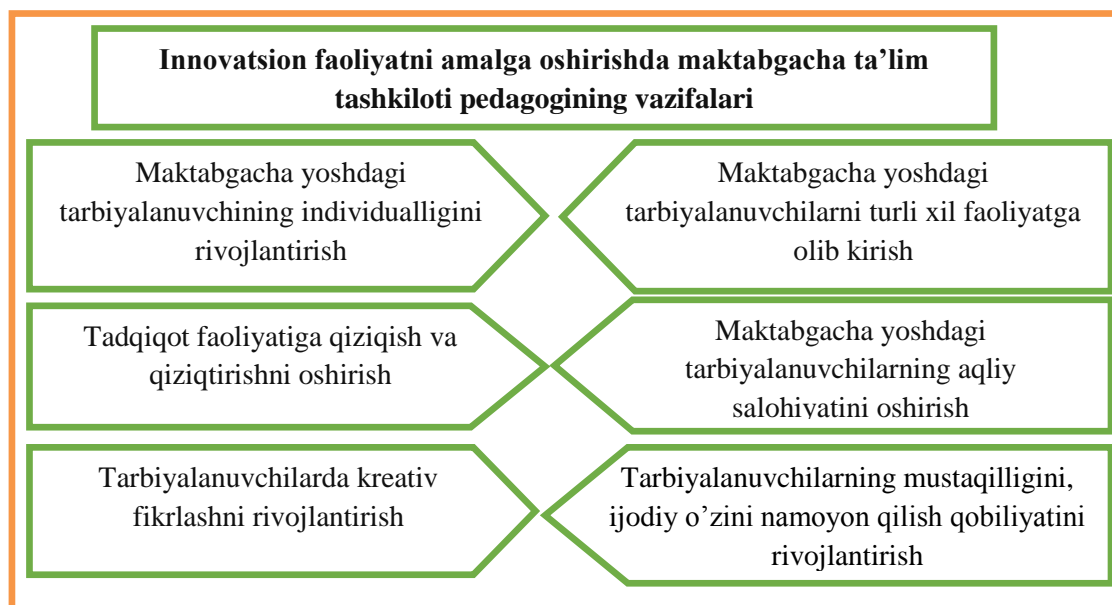 Innovatsion faoliyatni amalga oshirishda maktabgacha ta’lim
tashkiloti pedagogining vazifalari
Maktabgacha yoshdagi
tarbiyalanuvchining individualligini
rivojlantirish
Maktabgacha yoshdagi
tarbiyalanuvchilarni turli xil faoliyatga
olib kirish
Tadqiqot faoliyatiga qiziqish va
qiziqtirishni oshirish
Maktabgacha yoshdagi
tarbiyalanuvchilarning aqliy
salohiyatini oshirish
Tarbiyalanuvchilarda kreativ
fikrlashni rivojlantirish
Tarbiyalanuvchilarning mustaqilligini,
ijodiy o’zini namoyon qilish qobiliyatini
rivojlantirish